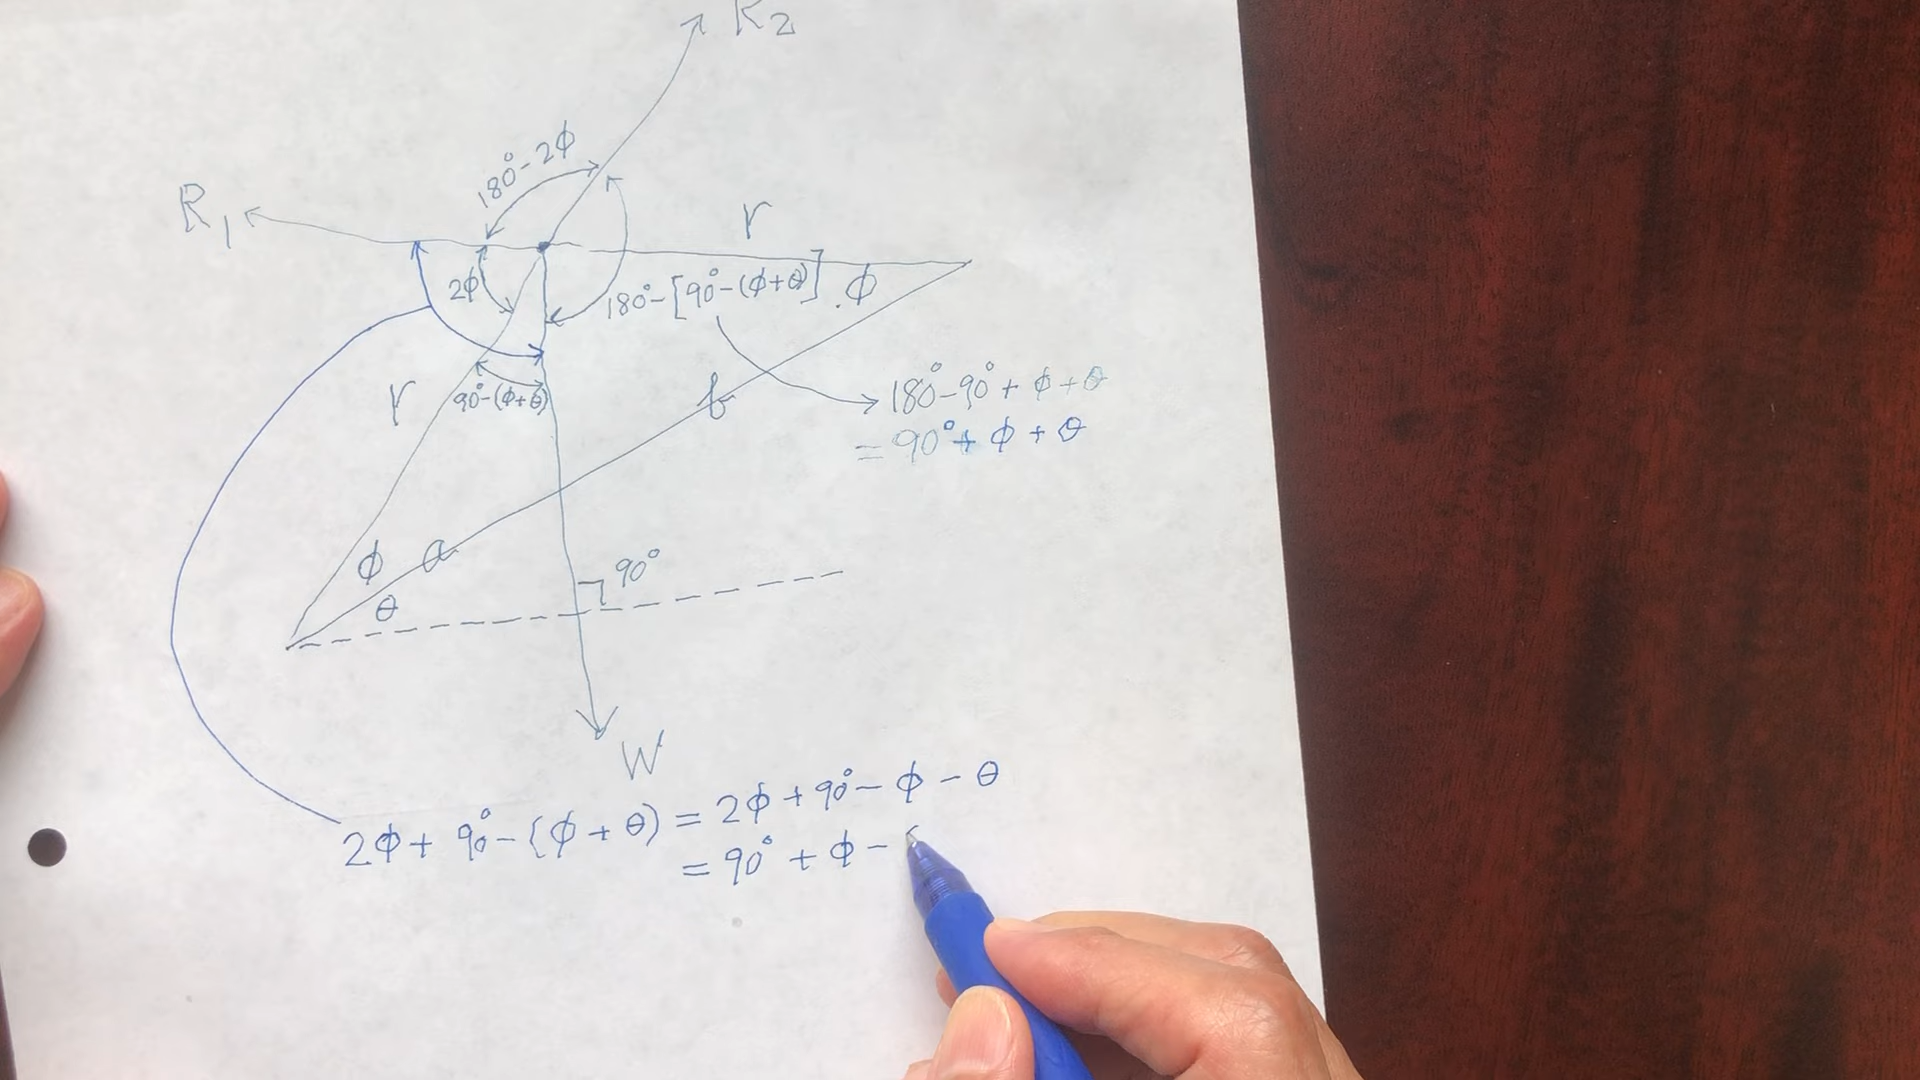 R₂
180°-2ϕ
R₁
r
2ϕ
180°-[90°-(ϕ+θ)]
ϕ
r
90°-(ϕ+θ)
b
180°-90°+ϕ+θ
=90°+ϕ+θ
ϕ
a
90°
θ
W
2ϕ+90°-(ϕ+θ)=2ϕ+90°-ϕ-θ
=90°+ϕ-